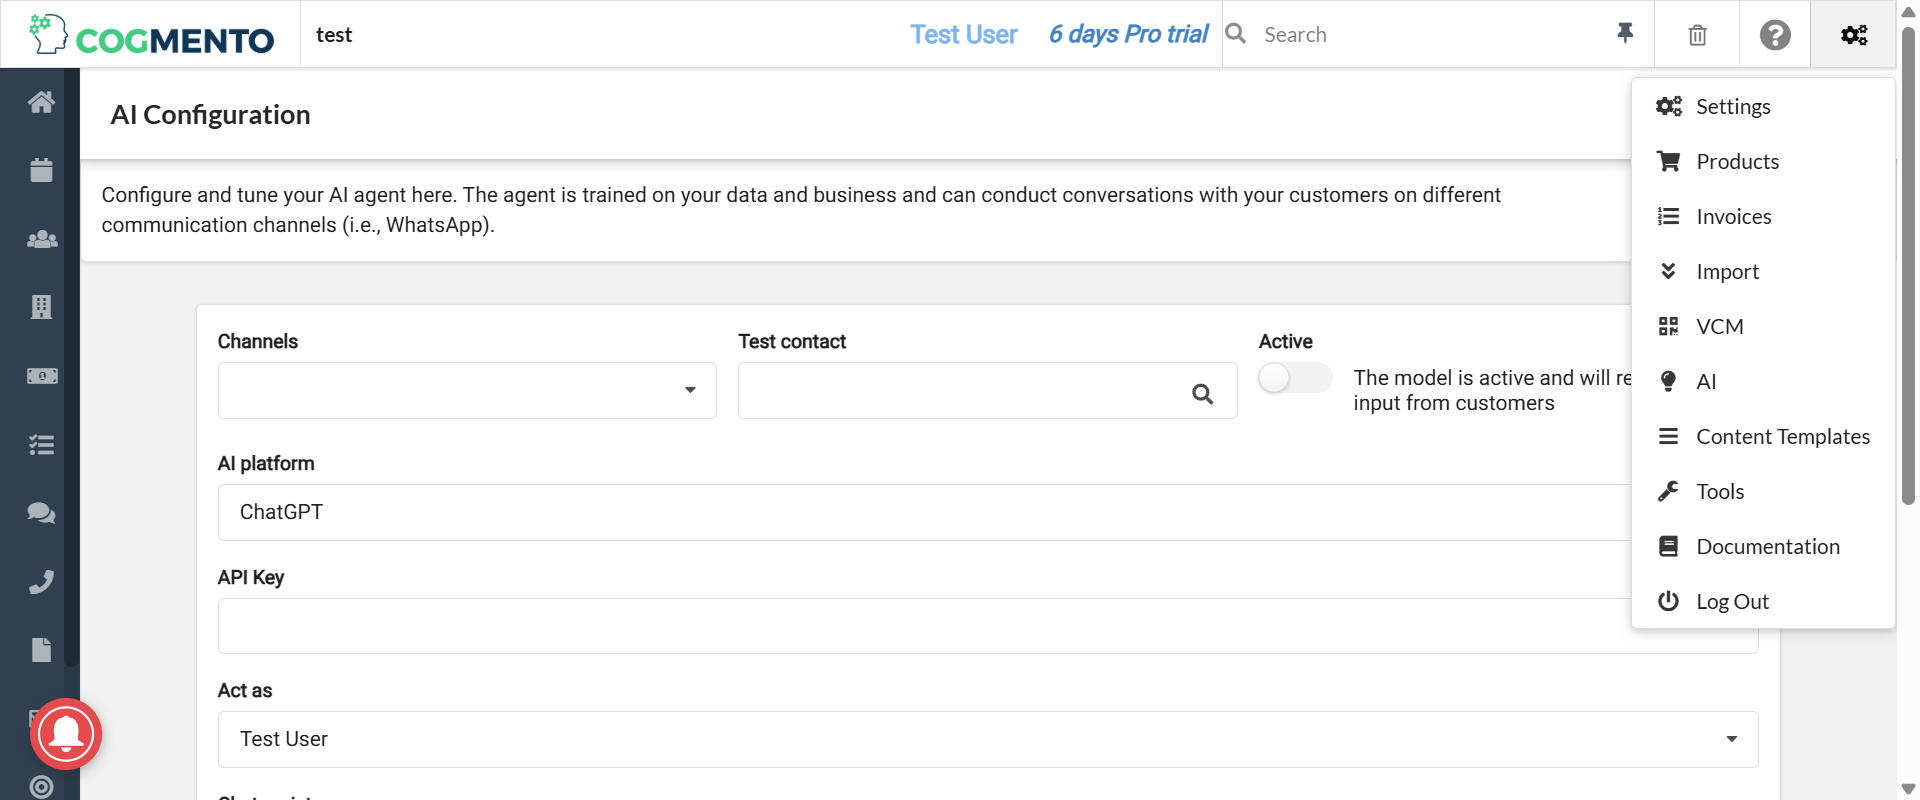 COGMENTO
test
Test User
6 days Pro trial
Search
AI Configuration
Configure and tune your AI agent here. The agent is trained on your data and business and can conduct conversations with your customers on different
communication channels (i.e., WhatsApp).
Channels
Test contact
Active
The model is active and will re
input from customers
AI platform
ChatGPT
API Key
Act as
Test User
Settings
Products
Invoices
Import
VCM
AI
Content Templates
Tools
Documentation
Log Out